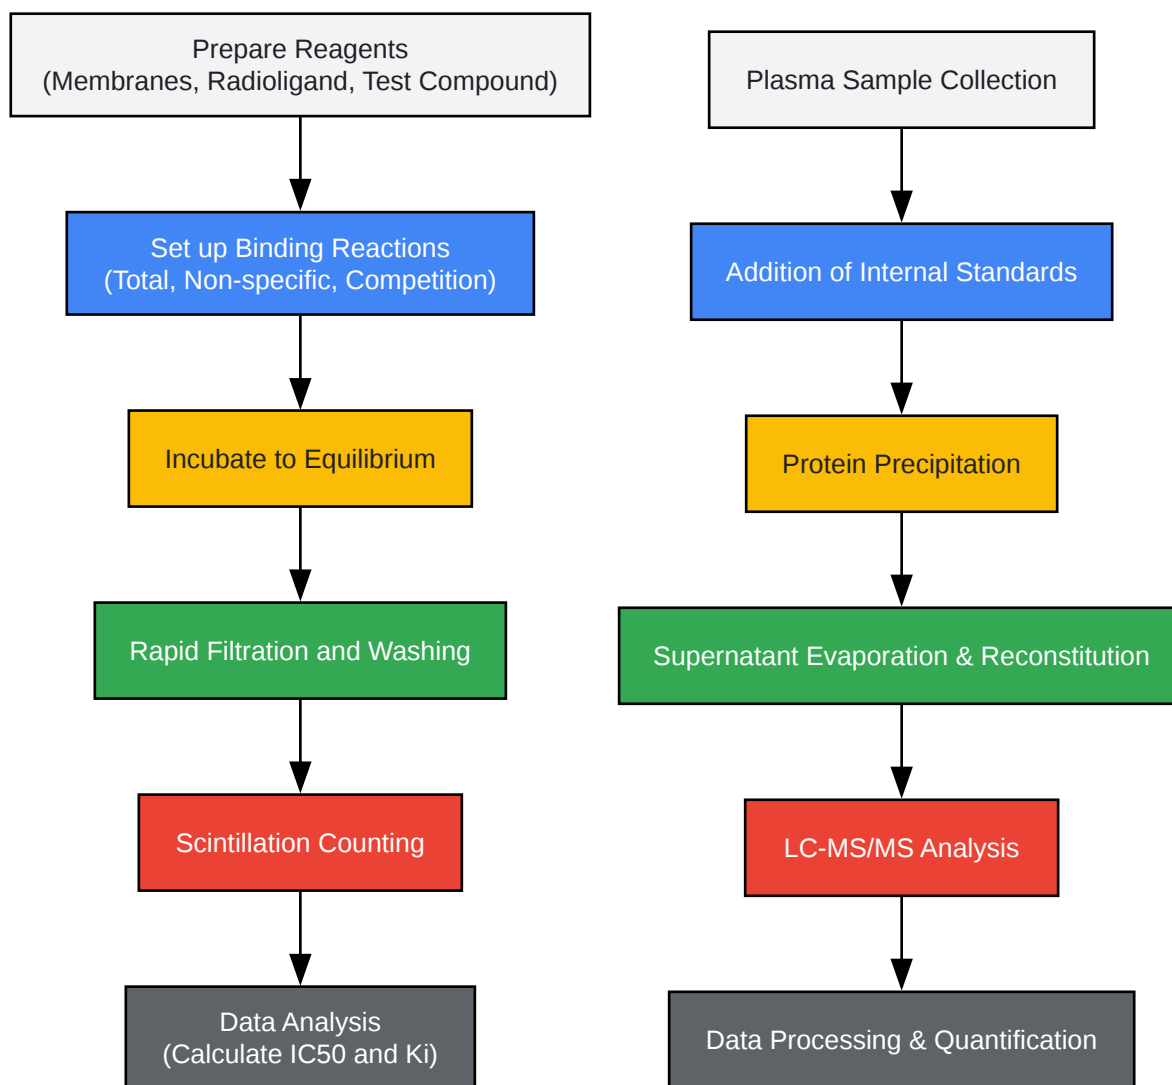 Prepare Reagents
(Membranes, Radioligand, Test Compound)
Set up Binding Reactions
(Total, Non-specific, Competition)
Incubate to Equilibrium
Rapid Filtration and Washing
Scintillation Counting
Data Analysis
(Calculate IC50 and Ki)
Plasma Sample Collection
Addition of Internal Standards
Protein Precipitation
Supernatant Evaporation & Reconstitution
LC-MS/MS Analysis
Data Processing & Quantification